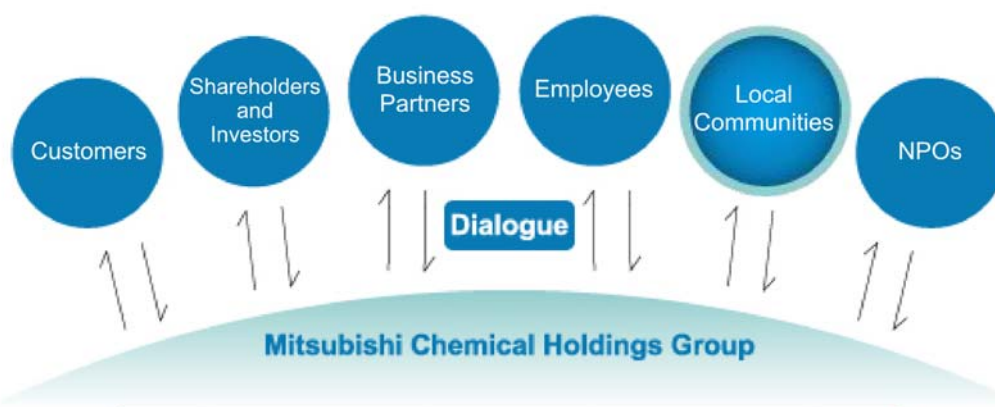 Customers
Shareholders
and
Investors
Business
Partners
Employees
Local
Communities
NPOs
Dialogue
Mitsubishi Chemical Holdings Group